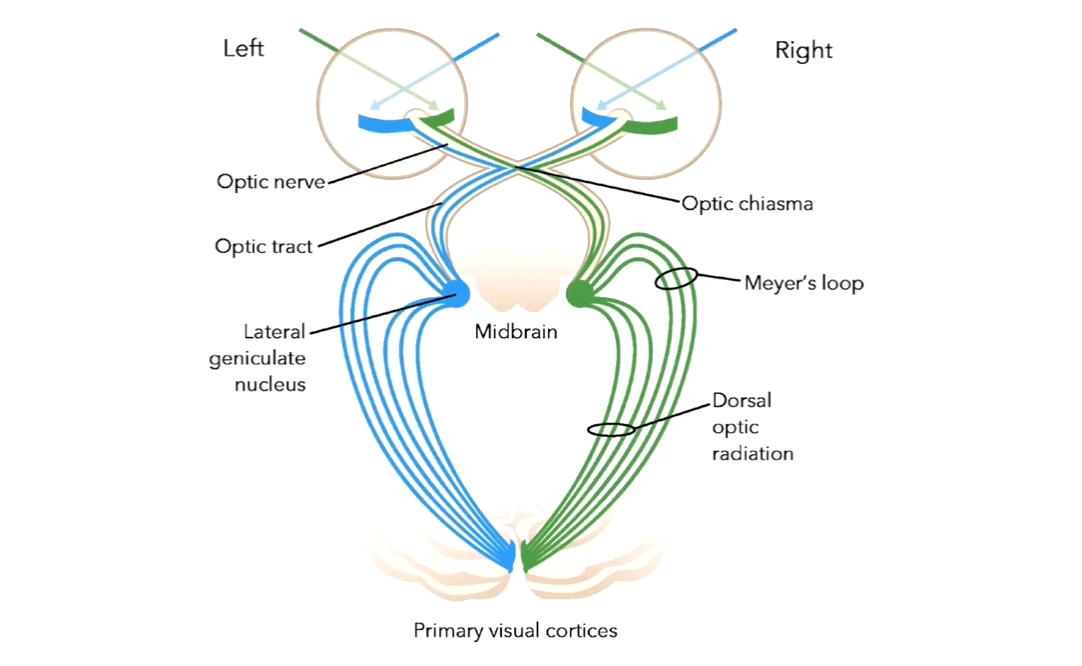 Left
Right
Optic nerve
Optic chiasma
Optic tract
Meyer's loop
Lateral
geniculate
nucleus
Midbrain
Dorsal
optic
radiation
Primary visual cortices